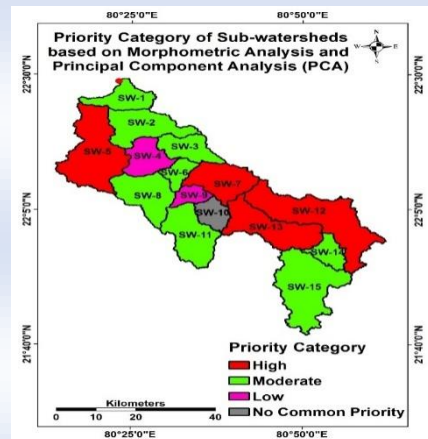 80°25'0"E 80°50'0"E
Priority Category of Sub-watersheds
based on Morphometric Analysis and
Principal Component Analysis (PCA)
N
22°30'0"N
22°5'0"N
21°40'0"N
SW-1
SW-2
SW-3
SW-5
SW-4
SW-6
SW-7
SW-8
SW-9
SW-10
SW-12
SW-11
SW-13
SW-14
SW-15
22°30'0"N
22°5'0"N
21°40'0"N
Priority Category
High
Moderate
Low
No Common Priority
Kilometers
0 10 20 40
80°25'0"E 80°50'0"E